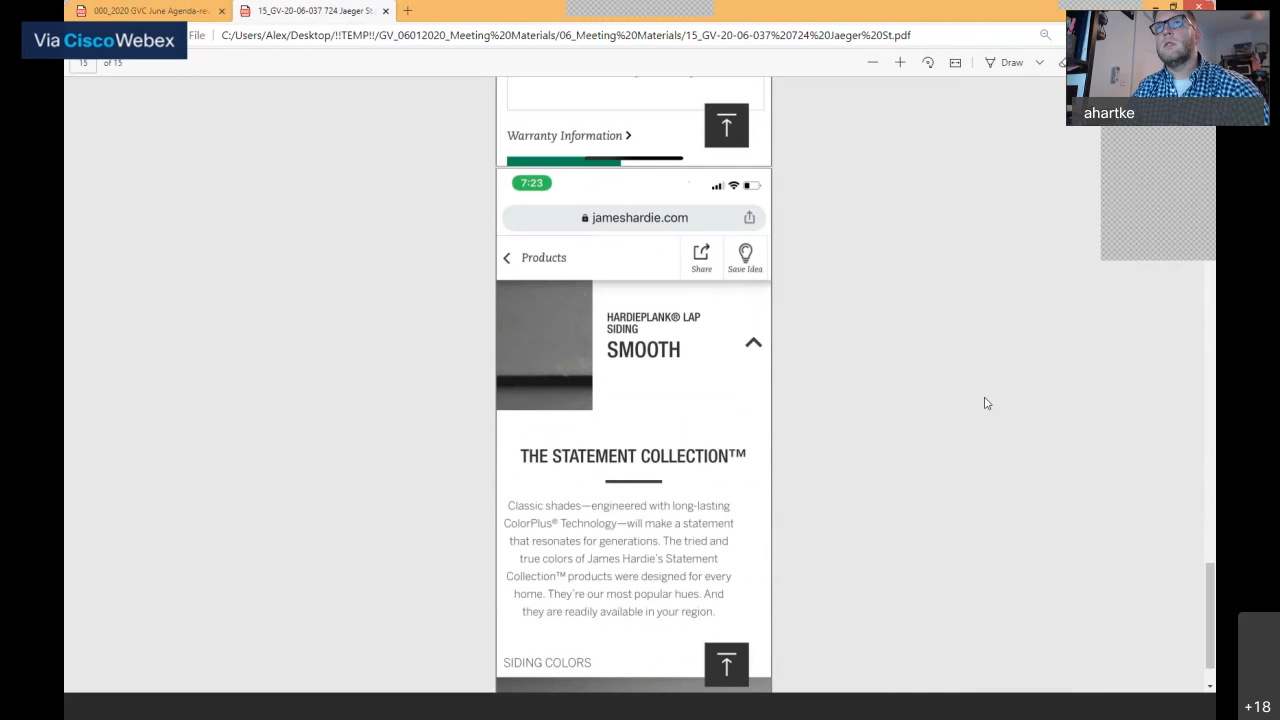 000_2020 GVC June Agenda-rev
15_GV-20-06-037 724 Jaeger St.
Via Cisco Webex
File
C:/Users/Alex/Desktop/!!TEMP!!/GV_06012020_Meeting%20Materials/06_Meeting%20Materials/15_GV-20-06-037%20724%20Jaeger%20St.pdf
15 of 15
Draw
ahartke
Warranty Information
7:23
jameshardie.com
Products
Share
Save Idea
HARDIEPLANK® LAP
SIDING
SMOOTH
THE STATEMENT COLLECTION™
Classic shades—engineered with long-lasting
ColorPlus® Technology—will make a statement
that resonates for generations. The tried and
true colors of James Hardie's Statement
Collection™ products were designed for every
home. They're our most popular hues. And
they are readily available in your region.
SIDING COLORS
+18